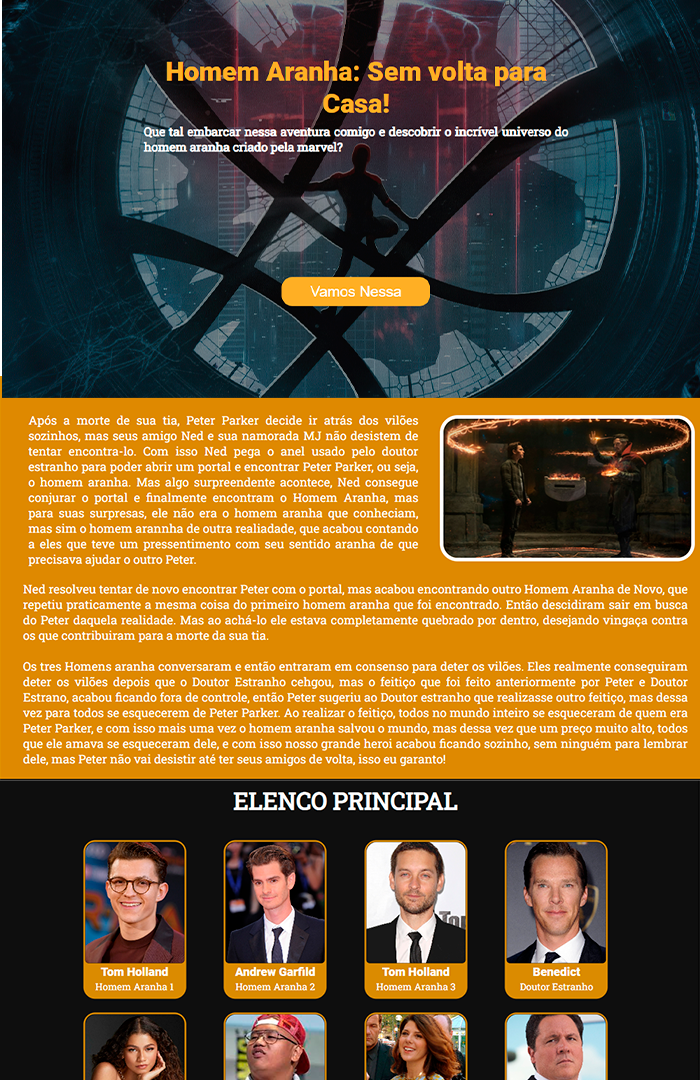 Homem Aranha: Sem volta para
Casa!
Que tal embarcar nessa aventura comigo e descobrir o incrível universo do
homem aranha criado pela marvel?
Vamos Nessa
Após a morte de sua tia, Peter Parker decide ir atrás dos vilões
sozinhos, mas seus amigo Ned e sua namorada MJ não desistem de
tentar encontra-lo. Com isso Ned pega o anel usado pelo doutor
estranho para poder abrir um portal e encontrar Peter Parker, ou seja,
o homem aranha. Mas algo surpreendente acontece, Ned consegue
conjurar o portal e finalmente encontram o Homem Aranha, mas
para suas surpresas, ele não era o homem aranha que conheciam,
mas sim o homem arannha de outra realiadade, que acabou contando
a eles que teve um pressentimento com seu sentido aranha de que
precisava ajudar o outro Peter.
Ned resolveu tentar de novo encontrar Peter com o portal, mas acabou encontrando outro Homem Aranha de Novo, que
repetiu praticamente a mesma coisa do primeiro homem aranha que foi encontrado. Então descidiram sair em busca
do Peter daquela realidade. Mas ao achá-lo ele estava completamente quebrado por dentro, desejando vingaça contra
os que contribuiram para a morte da sua tia.
Os tres Homens aranha conversaram e então entraram em consenso para deter os vilões. Eles realmente conseguiram
deter os vilões depois que o Doutor Estranho cehgou, mas o feitiço que foi feito anteriormente por Peter e Doutor
Estrano, acabou ficando fora de controle, então Peter sugeriu ao Doutor estranho que realizasse outro feitiço, mas dessa
vez para todos se esquecerem de Peter Parker. Ao realizar o feitiço, todos no mundo inteiro se esqueceram de quem era
Peter Parker, e com isso mais uma vez o homem aranha salvou o mundo, mas dessa vez que um preço muito alto, todos
que ele amava se esqueceram dele, e com isso nosso grande heroi acabou ficando sozinho, sem ninguém para lembrar
dele, mas Peter não vai desistir até ter seus amigos de volta, isso eu garanto!
ELENCO PRINCIPAL
Tom Holland
Homem Aranha 1
Andrew Garfild
Homem Aranha 2
Tom Holland
Homem Aranha 3
Benedict
Doutor Estranho